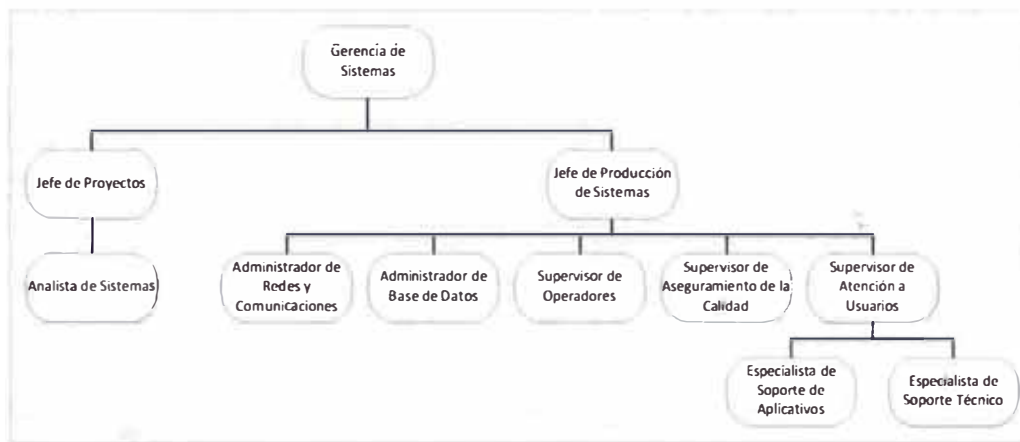 Gerencia de
Sistemas
Jefe de Proyectos
Jefe de Producción
de Sistemas
Analista de Sistemas
Administrador de
Redes y
Comunicaciones
Administrador de
Base de Datos
Supervisor de
Operadores
Supervisor de
Aseguramiento de la
Calidad
Supervisor de
Atención a
Usuarios
Especialista de
Soporte de
Aplicativos
Especialista de
Soporte Técnico